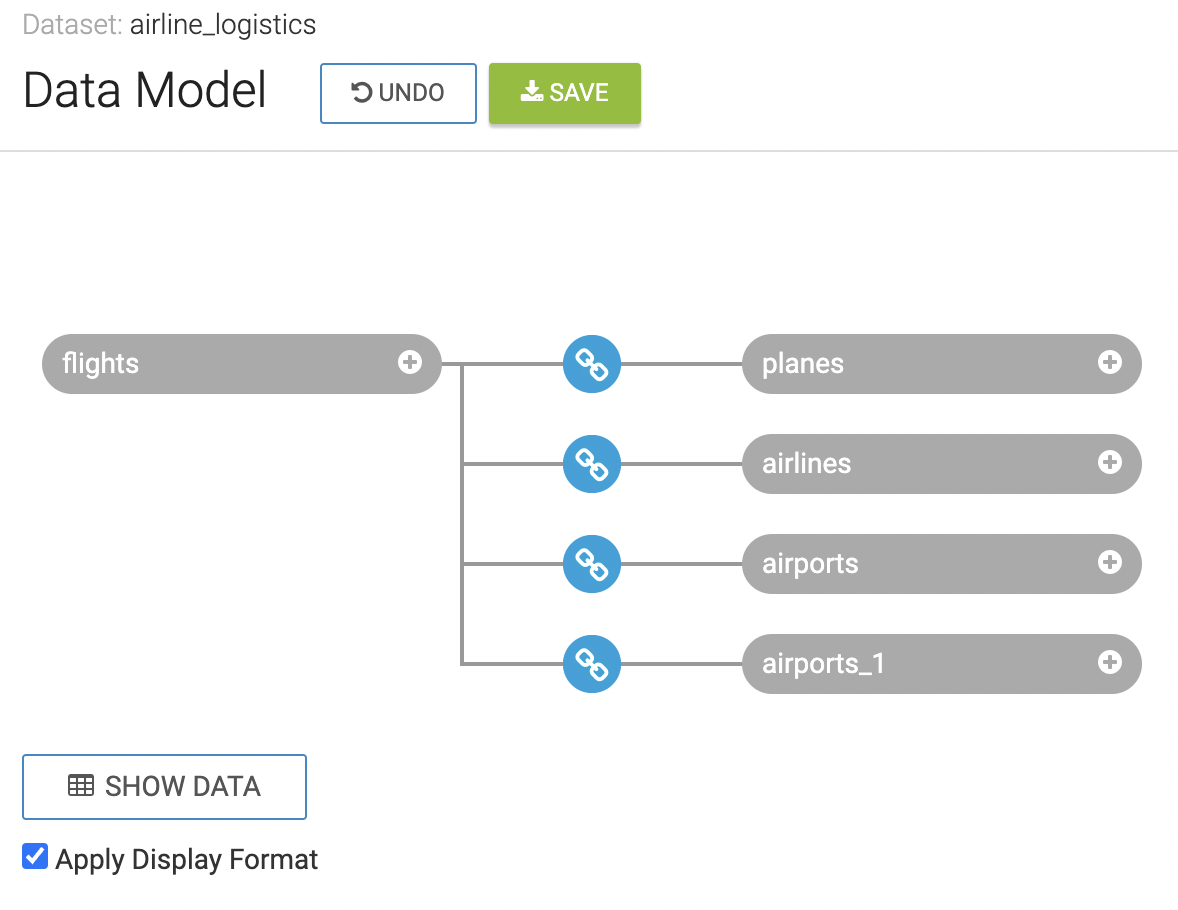 Dataset: airline_logistics
Data Model
UNDO
SAVE
flights
planes
airlines
airports
airports_1
SHOW DATA
Apply Display Format